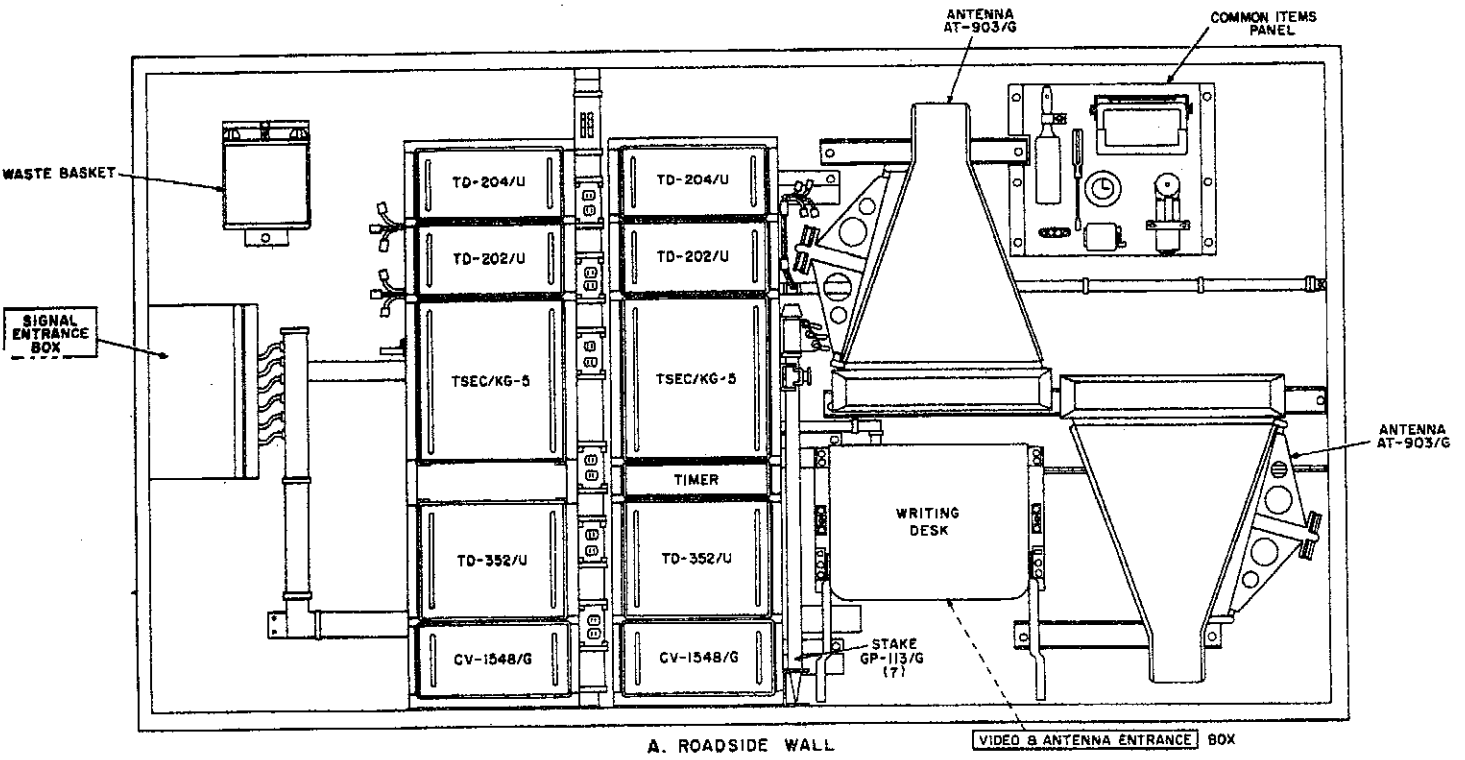 ANTENNA
AT-903/G
COMMON ITEMS
PANEL
WASTE BASKET
TD-204/U
TD-204/U
TD-202/U
TD-202/U
SIGNAL
ENTRANCE
BOX
TSEC/KG-5
TSEC/KG-5
ANTENNA
AT-903/G
TIMER
WRITING
DESK
TD-352/U
TD-352/U
CV-1548/G
CV-1548/G
STAKE
GP-113/G
(7)
A. ROADSIDE WALL
VIDEO & ANTENNA ENTRANCE BOX